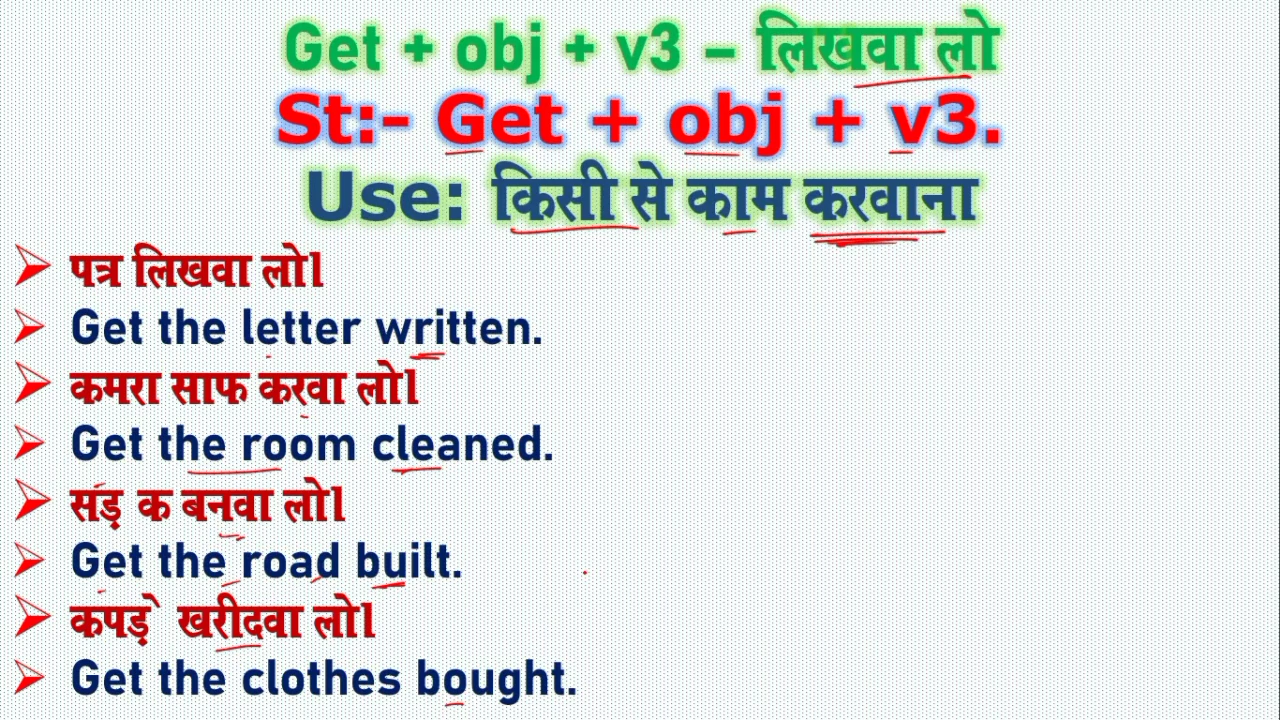 Get + obj + v3 – लिखवा लो
St:- Get + obj + v3.
Use: किसी से काम करवाना
पत्र लिखवा लो।
Get the letter written.
कमरा साफ करवा लो।
Get the room cleaned.
सड़ क बनवा लो।
Get the road built.
कपड़े खरीदवा लो।
Get the clothes bought.